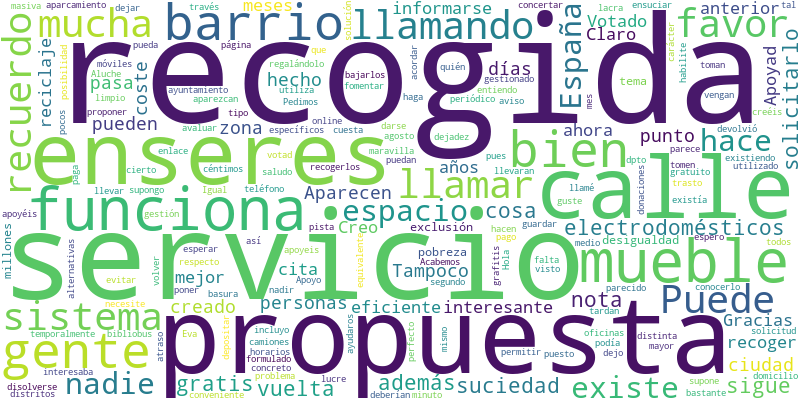 masiva aparcamiento dejar través solución concertar lacra ensuciar tal
mucha barrio llamando informarse favor anterior
meses España Votado Claro
recuerdo recogida
reciclaje pasa coste hecho días solicitarlo Apoyad
móviles pueda página regalándolo que bajarlos acordar quién gestionado toman carácter habilite
posibilidad Aluche limpio ayuntamiento aparezcan utiliza fomentar haga entiendo tema mes vengan
proponer tipo Pedimos periódico aviso creéis
pueden zona online agosto dejadez ahora punto hace devolvió
pocos avaluar específicos cuesta darse maravilla parece
enseres bien calle
enlace votad recogerlos años pues dpto tomen existiendo
cierto céntimos puedan llevaran gratuito utilizado
paga llevar supongo Igual saludo llamar llamé donaciones trasto
teléfono Aparecen cosa guste existía
apoyéis gestión funciona pista exclusión guardar electrodomésticos
espacio
millones alternativas esperar así Creo apoyeis hacen pago grafitis Hola medio desigualdad espero todos
servicio mueble
evitar respecto volver cita pobreza Acabemos falta visto
poner nadir Apoyo equivalente Tampoco segundo parecido conocerlo
necesite basura mejor
sistema creado personas eficiente interesante nota Puede
temporalmente bibliobus depositar incluyo ayudaros mismo tardan oficinas distinta Gracias solicitud
atraso Eva camiones perfecto podía mayor recoger
gente propuesta
interesaba horarios formulado minuto permitir puesto dejo ciudad
disolverse problema concreto supone domicilio
distritos nadie gratis vuelta además suciedad existe sigue
conveniente lucre deberían bastante